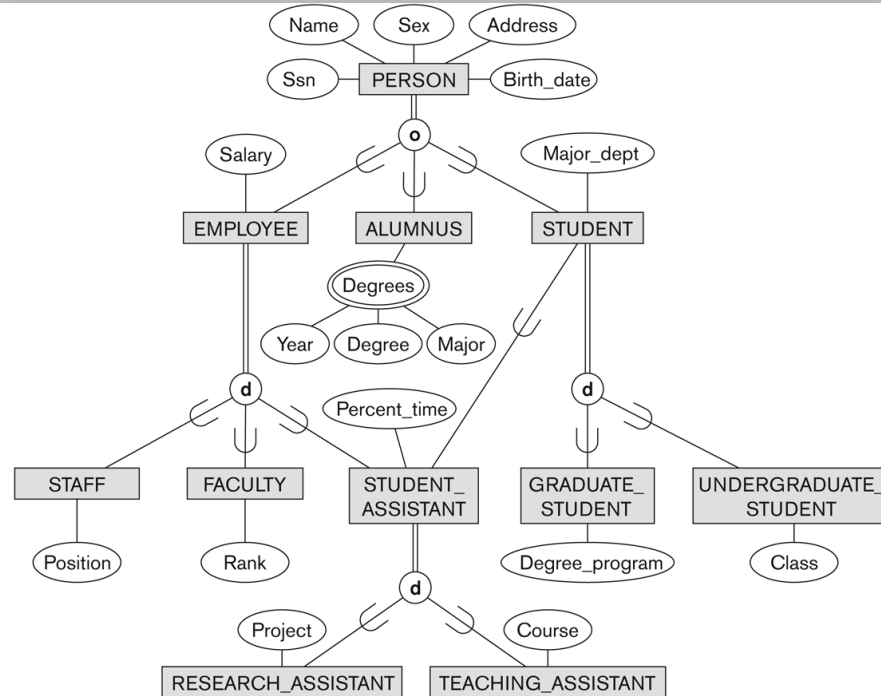 Name
Sex
Address
Ssn
PERSON
Birth_date
o
Salary
Major_dept
EMPLOYEE
ALUMNUS
STUDENT
Degrees
Year
Degree
Major
d
d
Percent_time
STAFF
FACULTY
STUDENT_
ASSISTANT
GRADUATE_
STUDENT
UNDERGRADUATE_
STUDENT
Position
Rank
Degree_program
Class
d
Project
Course
RESEARCH_ASSISTANT
TEACHING_ASSISTANT